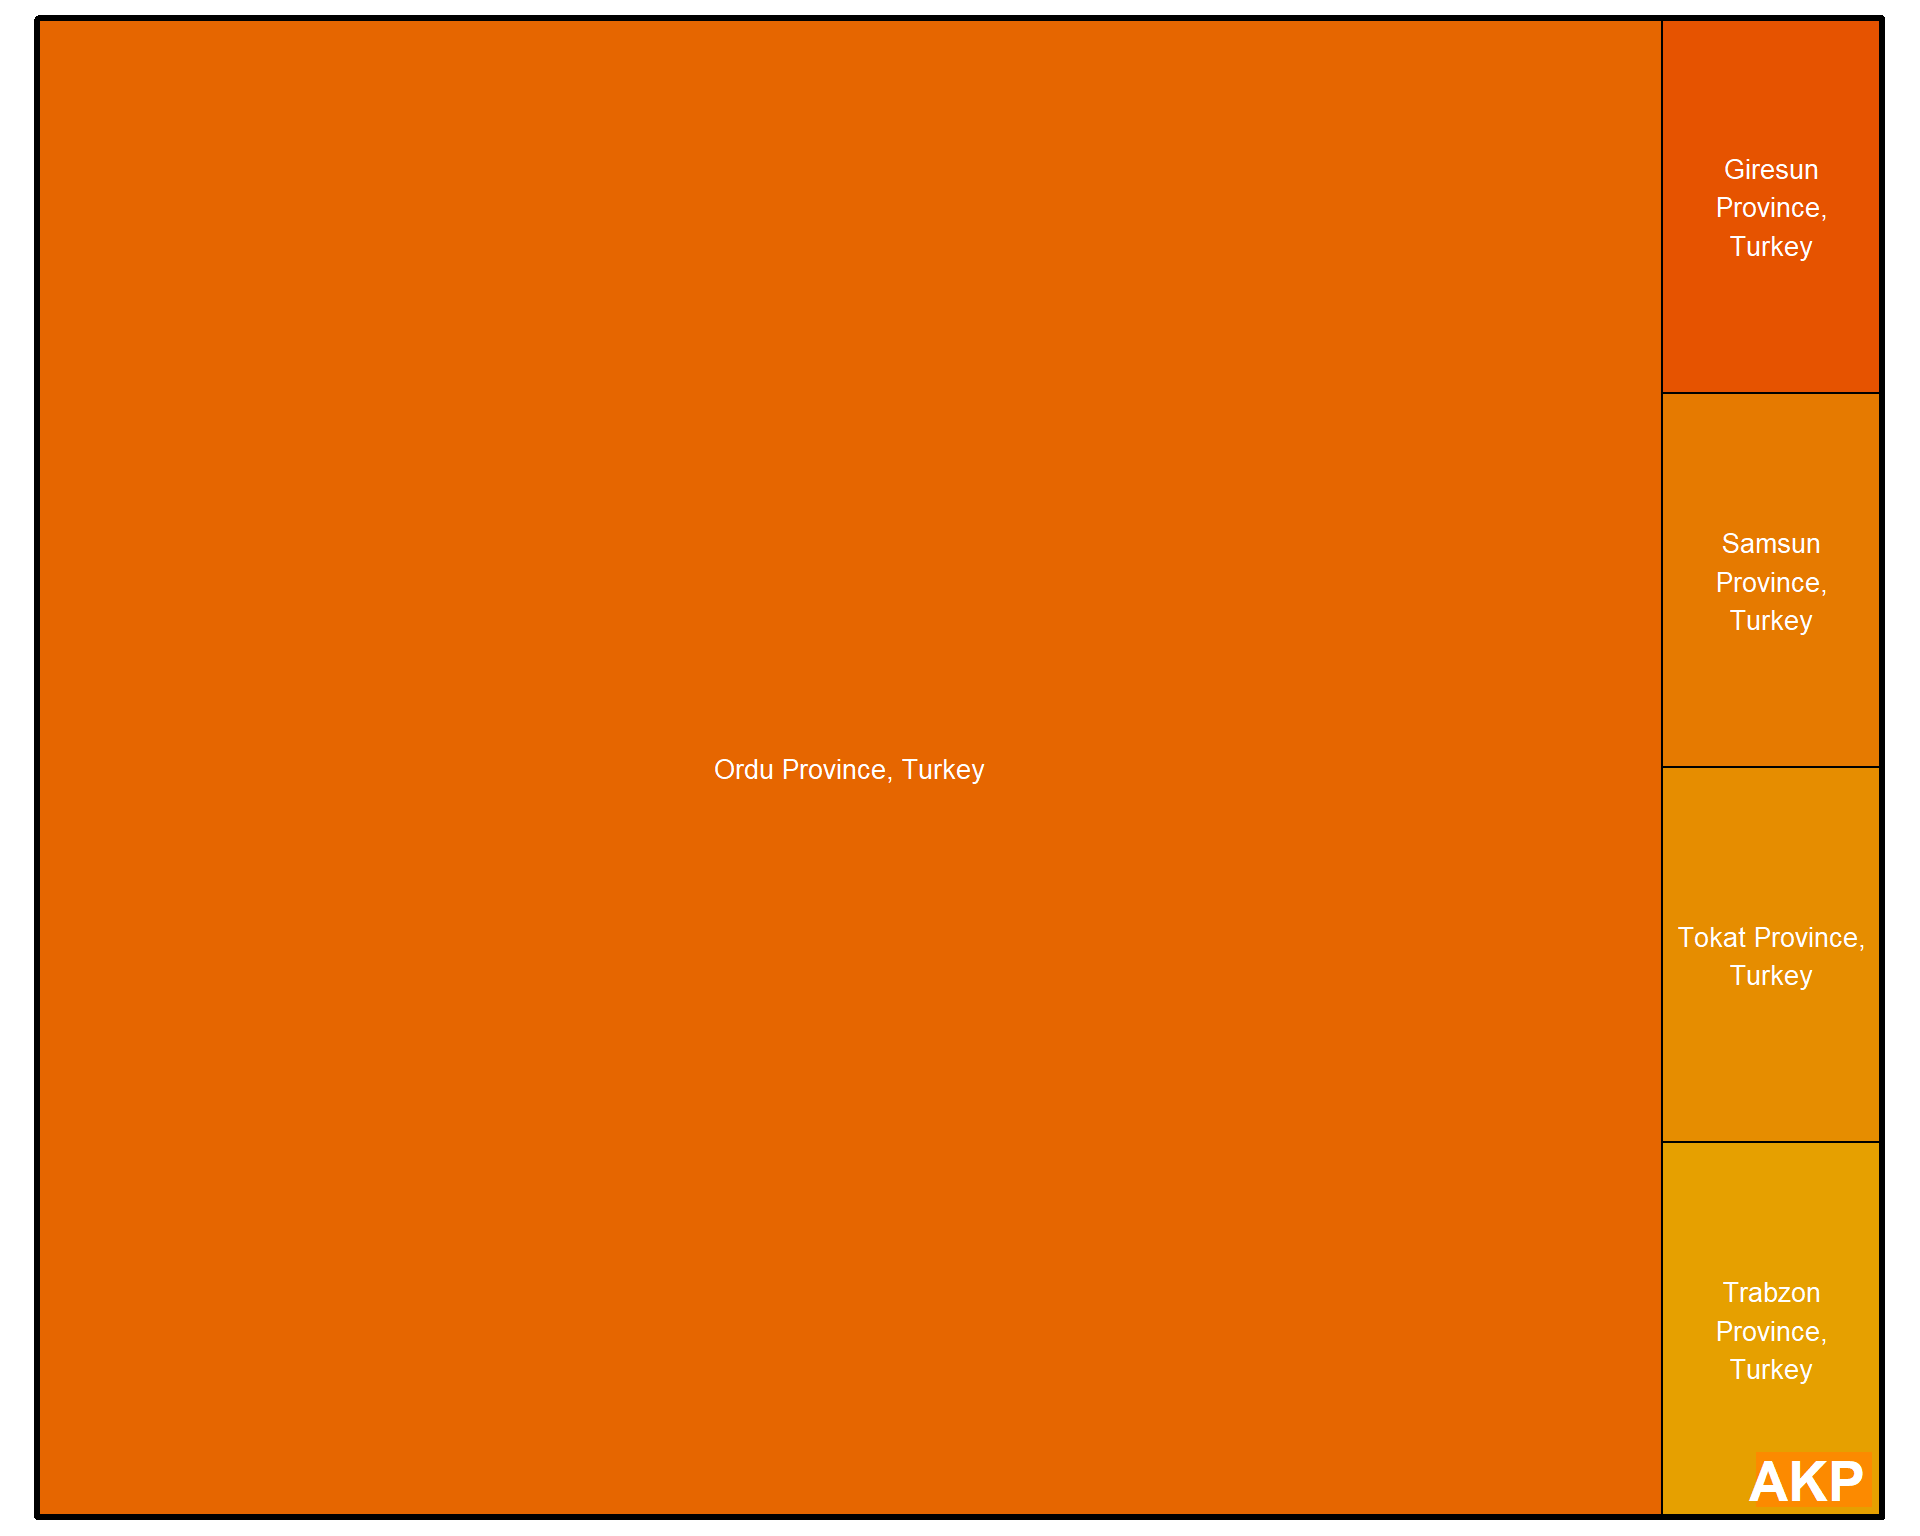 Ordu Province, Turkey
Giresun
Province,
Turkey
Samsun
Province,
Turkey
Tokat Province,
Turkey
Trabzon
Province,
Turkey
AKP